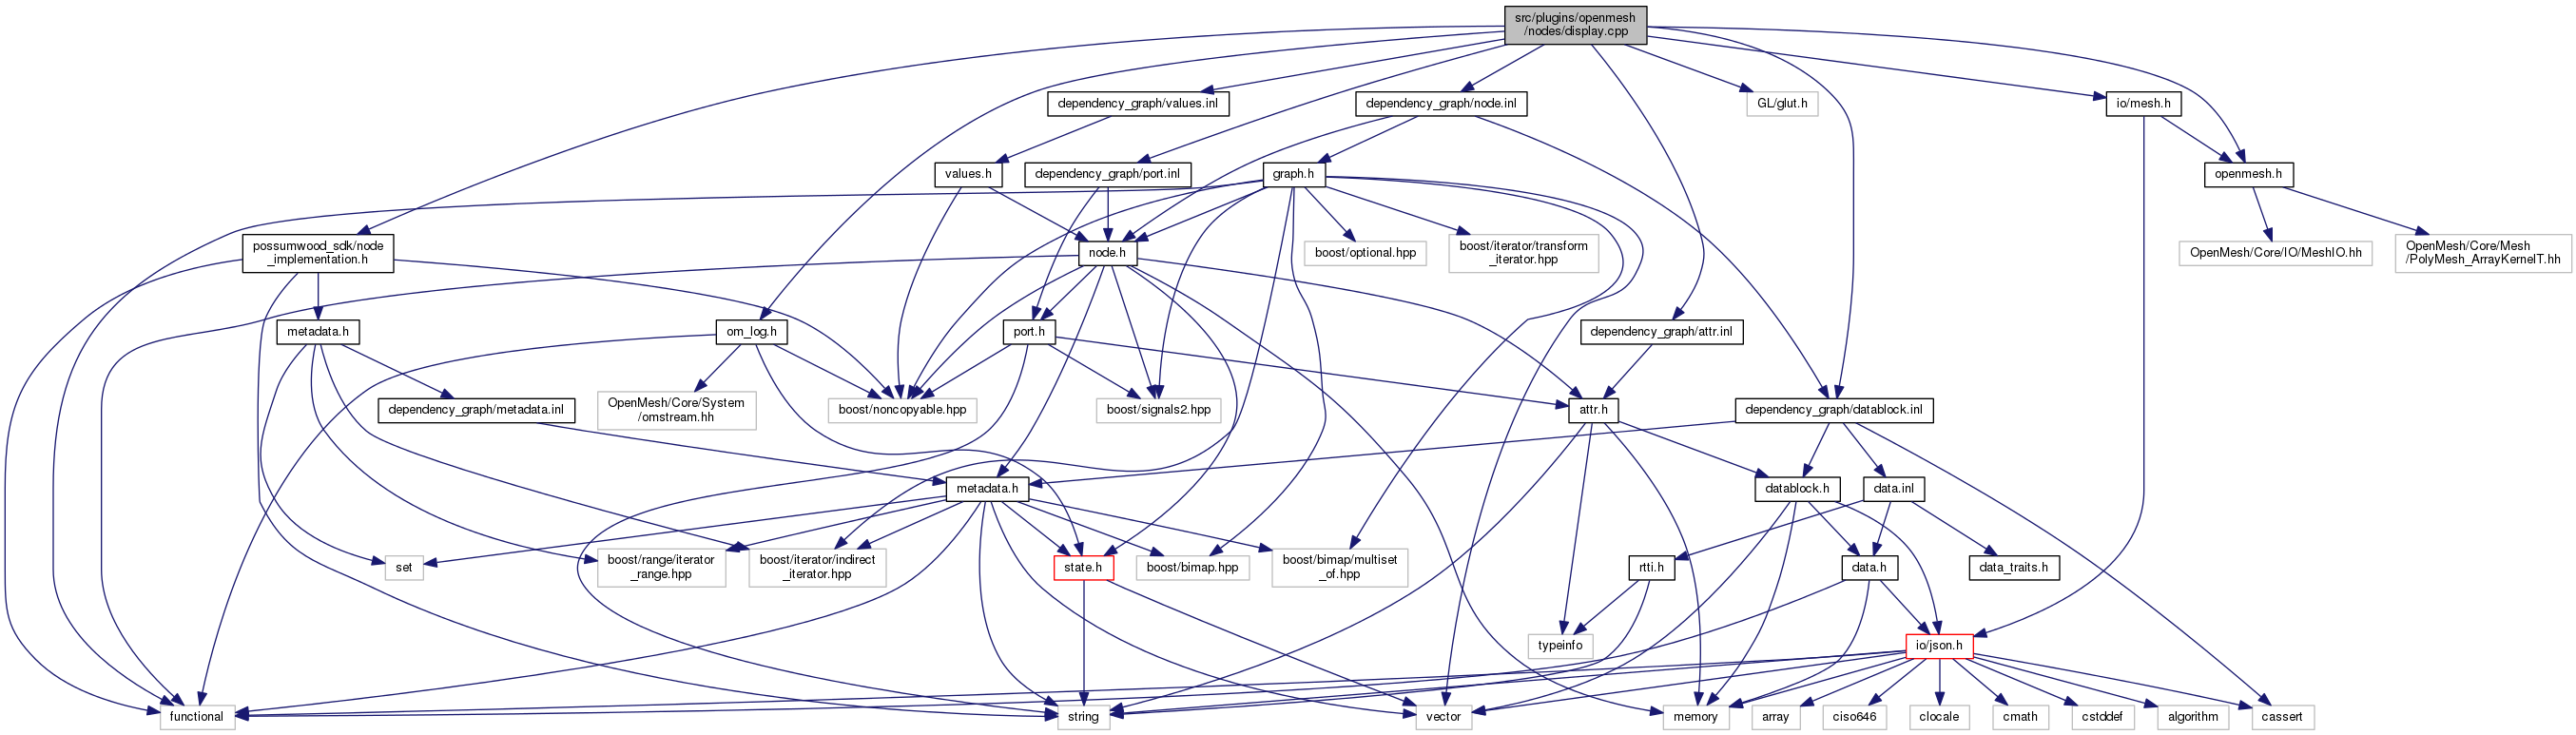 src/plugins/openmesh
/nodes/display.cpp
dependency_graph/values.inl
dependency_graph/node.inl
GL/glut.h
io/mesh.h
values.h
dependency_graph/port.inl
graph.h
openmesh.h
possumwood_sdk/node
_implementation.h
node.h
boost/optional.hpp
boost/iterator/transform
_iterator.hpp
OpenMesh/Core/IO/MeshIO.hh
OpenMesh/Core/Mesh
/PolyMesh_ArrayKernelT.hh
metadata.h
om_log.h
port.h
dependency_graph/attr.inl
dependency_graph/metadata.inl
OpenMesh/Core/System
/omstream.hh
boost/noncopyable.hpp
boost/signals2.hpp
attr.h
dependency_graph/datablock.inl
metadata.h
datablock.h
data.inl
set
boost/range/iterator
_range.hpp
boost/iterator/indirect
_iterator.hpp
state.h
boost/bimap.hpp
boost/bimap/multiset
_of.hpp
rtti.h
data.h
data_traits.h
typeinfo
io/json.h
functional
string
vector
memory
array
ciso646
clocale
cmath
cstddef
algorithm
cassert